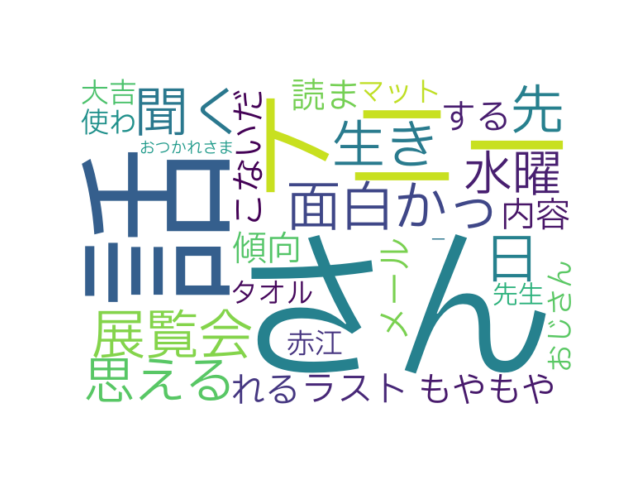 大吉
使わ
聞く
こないだ
おつかれさま
話
読ま
マット
する
先
生き
水曜
面白かっ
内容
さん
日
傾向
タオル
メール
先生
おじさん
展覧会
赤江
思える
れる
ラスト
もやもや